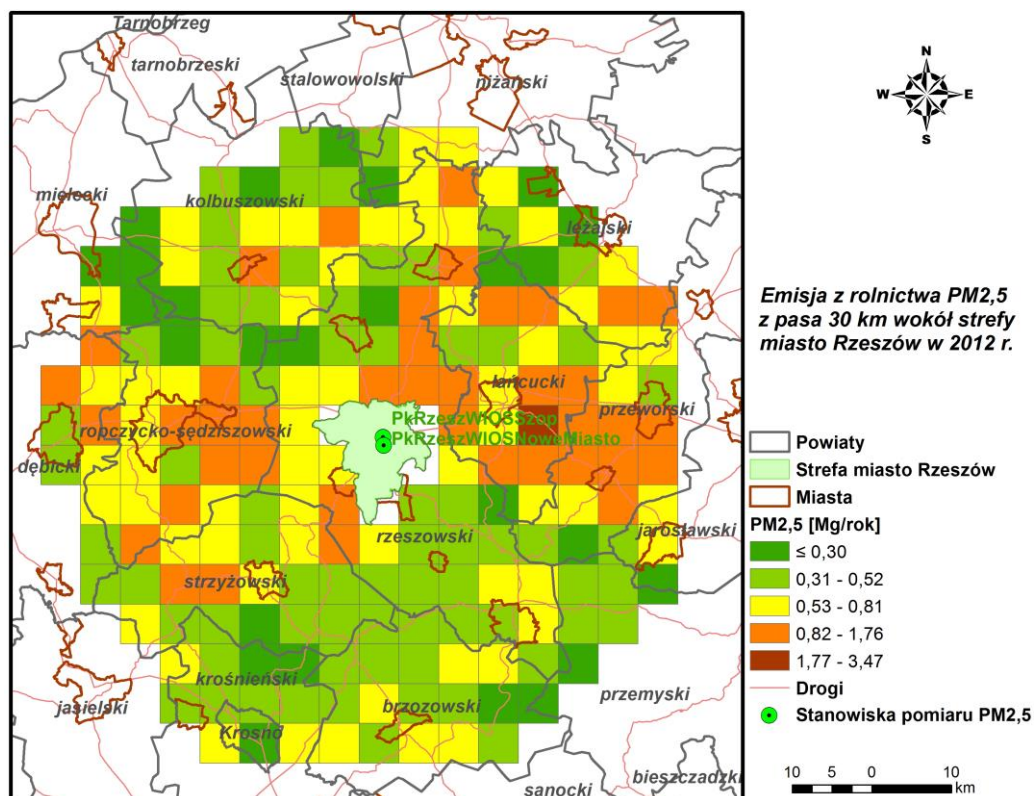 Tarnobrzeg
tarnobrzeski
stalowowolski
niżański
mielecki
kolbuszowski
leżajski
łańcucki
przeworski
PkRzeszWIOSSzop
PkRzeszWIOSNoweMiasto
ropczycko-sędziszowski
dębicki
rzeszowski
jarosławski
strzyżowski
krośnieński
przemyski
jasielski
brzozowski
Krosno
bieszczadzki
sanocki
N
W E
S
Emisja z rolnictwa PM2,5
z pasa 30 km wokół strefy
miasto Rzeszów w 2012 r.
Powiaty
Strefa miasto Rzeszów
Miasta
PM2,5 [Mg/rok]
≤ 0,30
0,31 - 0,52
0,53 - 0,81
0,82 - 1,76
1,77 - 3,47
Drogi
Stanowiska pomiaru PM2,5
10 5 0 10
km